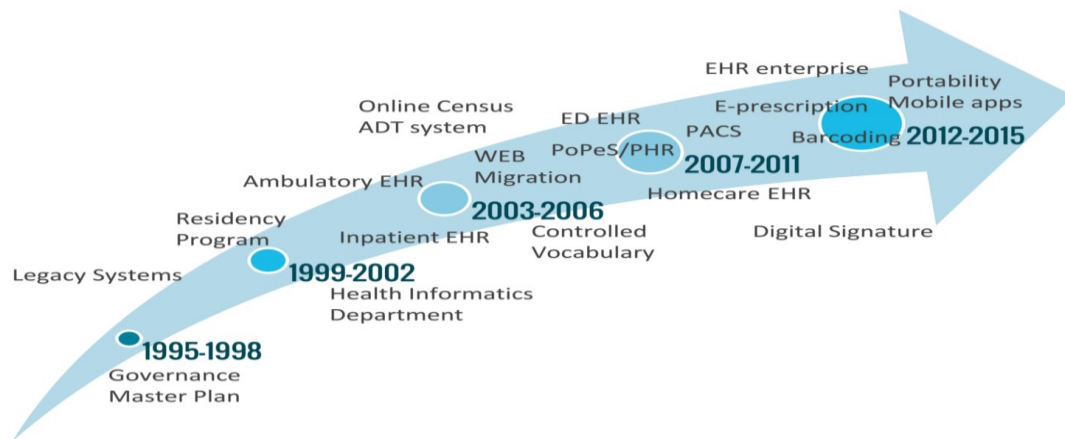 EHR enterprise
Portability
Mobile apps
E-prescription
Barcoding
2012-2015
Online Census
ADT system
ED EHR
PACS
PoPeS/PHR
2007-2011
WEB
Migration
Ambulatory EHR
Homecare EHR
2003-2006
Residency
Program
Inpatient EHR
Controlled
Vocabulary
Digital Signature
Legacy Systems
1999-2002
Health Informatics
Department
1995-1998
Governance
Master Plan